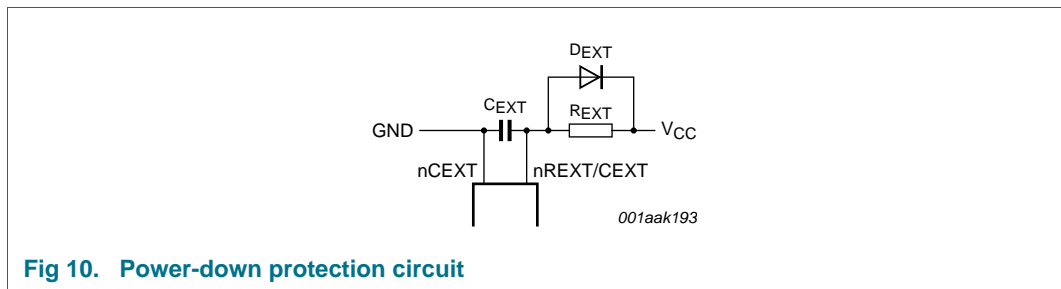 DEXT
CEXT
REXT
GND
VCC
nCEXT
nREXT/CEXT
001aak193
Fig 10. Power-down protection circuit